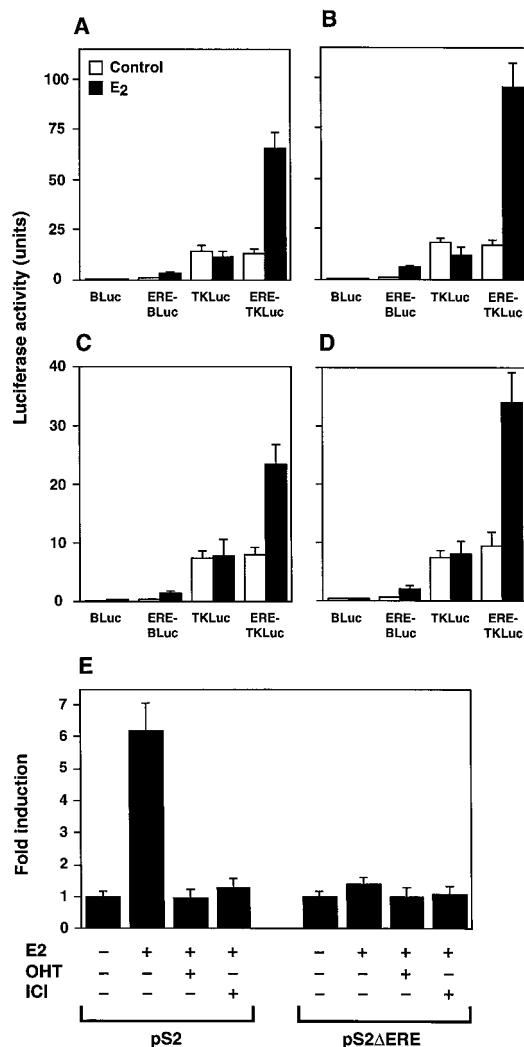 A
B
Control
E2
100
75
50
25
0
Luciferase activity (units)
BLuc
ERE-
BLuc
TKLuc
ERE-
TKLuc
BLuc
ERE-
BLuc
TKLuc
ERE-
TKLuc
C
D
40
30
20
10
0
BLuc
ERE-
BLuc
TKLuc
ERE-
TKLuc
BLuc
ERE-
BLuc
TKLuc
ERE-
TKLuc
E
7
6
5
4
3
2
1
0
Fold induction
E2 – + + + – + + +
OHT – – + – – – + –
ICI – – – + – – – +
pS2 pS2ΔERE